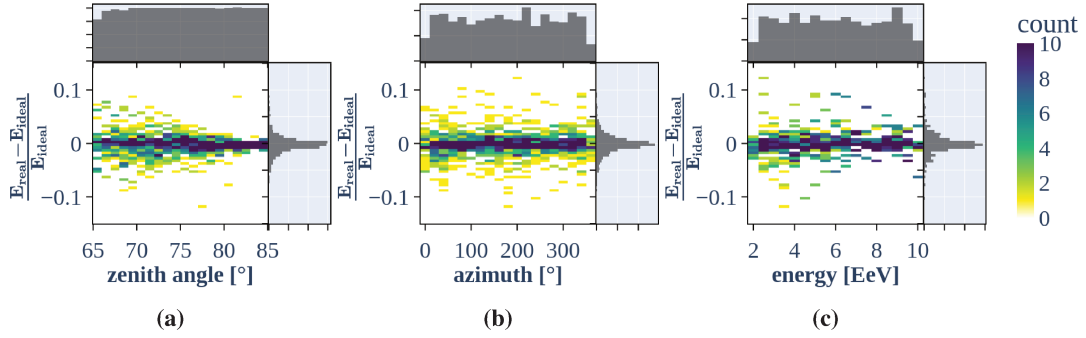 count
E_real − E_ideal
E_ideal
0.1
0
−0.1
65 70 75 80 85
zenith angle [°]
(a)
E_real − E_ideal
E_ideal
0.1
0
−0.1
0 100 200 300
azimuth [°]
(b)
E_real − E_ideal
E_ideal
0.1
0
−0.1
2 4 6 8 10
energy [EeV]
(c)
10
8
6
4
2
0